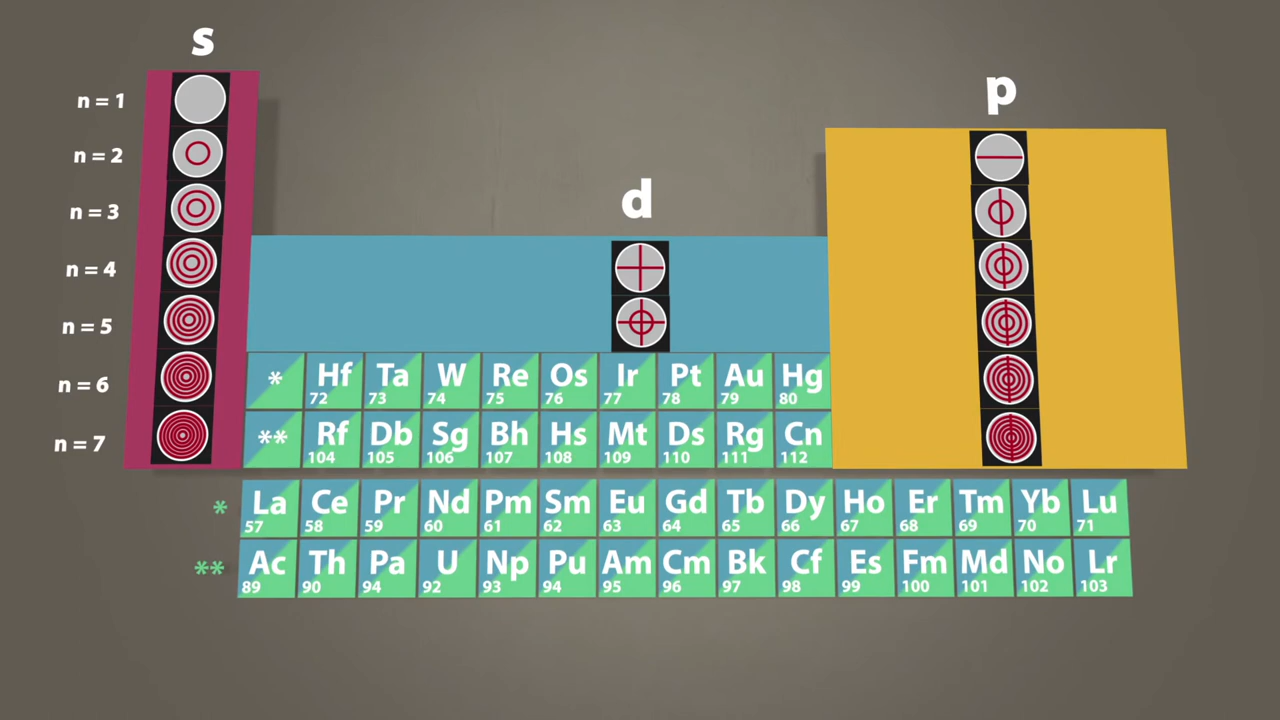 s
p
d
n = 1
n = 2
n = 3
n = 4
n = 5
n = 6
n = 7
* Hf Ta W Re Os Ir Pt Au Hg
72 73 74 75 76 77 78 79 80
** Rf Db Sg Bh Hs Mt Ds Rg Cn
104 105 106 107 108 109 110 111 112
* La Ce Pr Nd Pm Sm Eu Gd Tb Dy Ho Er Tm Yb Lu
57 58 59 60 61 62 63 64 65 66 67 68 69 70 71
** Ac Th Pa U Np Pu Am Cm Bk Cf Es Fm Md No Lr
89 90 94 92 93 94 95 96 97 98 99 100 101 102 103